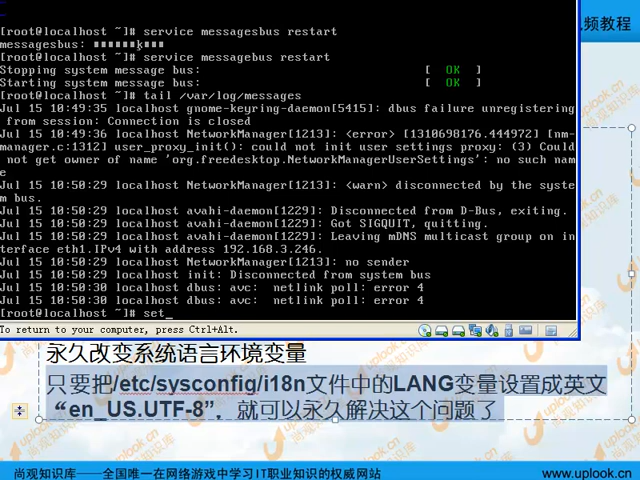 [root@localhost ~]# service messagesbus restart
messagesbus:
[root@localhost ~]# service messagebus restart
Stopping system message bus: [ OK ]
Starting system message bus: [ OK ]
[root@localhost ~]# tail /var/log/messages
Jul 15 10:49:35 localhost gnome-keyring-daemon[5415]: dbus failure unregistering
from session: Connection is closed
Jul 15 10:49:36 localhost NetworkManager[1213]: <error> [1310698176.444972] [nm-
manager.c:1312] user_proxy_init(): could not init user settings proxy: (3) Could
not get owner of name 'org.freedesktop.NetworkManagerUserSettings': no such nam
e
Jul 15 10:50:29 localhost NetworkManager[1213]: <warn> disconnected by the syste
m bus.
Jul 15 10:50:29 localhost avahi-daemon[1229]: Disconnected from D-Bus, exiting.
Jul 15 10:50:29 localhost avahi-daemon[1229]: Got SIGQUIT, quitting.
Jul 15 10:50:29 localhost avahi-daemon[1229]: Leaving mDNS multicast group on in
terface eth1.IPv4 with address 192.168.3.246.
Jul 15 10:50:29 localhost NetworkManager[1213]: no sender
Jul 15 10:50:29 localhost init: Disconnected from system bus
Jul 15 10:50:30 localhost dbus: avc: netlink poll: error 4
Jul 15 10:50:30 localhost dbus: avc: netlink poll: error 4
[root@localhost ~]# set_
To return to your computer, press Ctrl+Alt.
频教程
永久改变系统语言环境变量
只要把/etc/sysconfig/i18n文件中的LANG变量设置成英文
“en_US.UTF-8”，就可以永久解决这个问题了
尚观知识库——全国唯一在网络游戏中学习IT职业知识的权威网站
www.uplook.cn